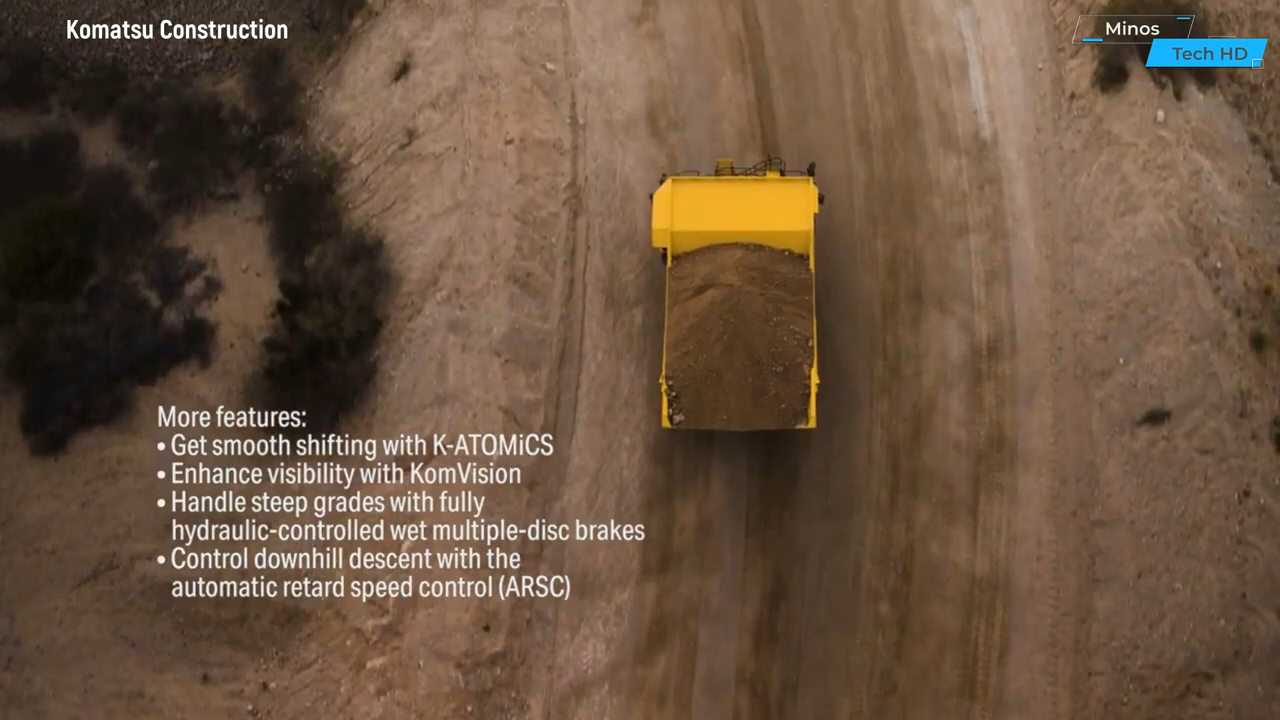 Komatsu Construction
Minos
Tech HD
More features:
• Get smooth shifting with K-ATOMiCS
• Enhance visibility with KomVision
• Handle steep grades with fully
hydraulic-controlled wet multiple-disc brakes
• Control downhill descent with the
automatic retard speed control (ARSC)